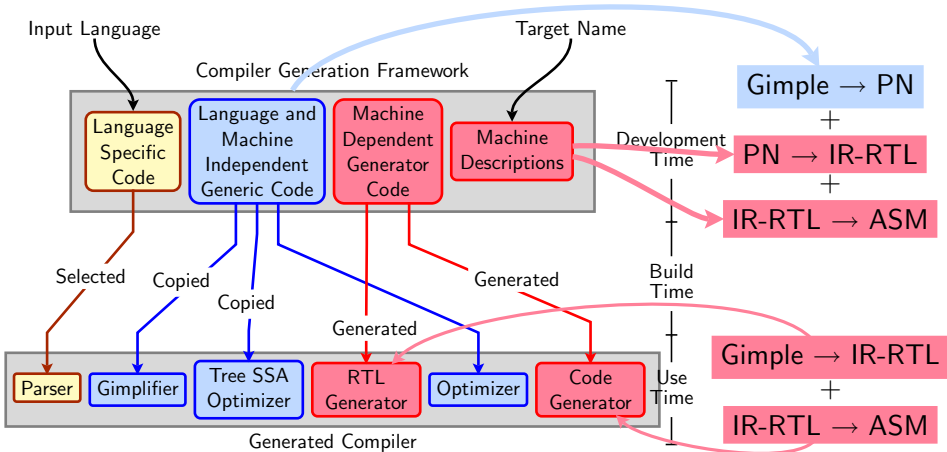 Input Language
Target Name
Compiler Generation Framework
Language
Specific
Code
Language and
Machine
Independent
Generic Code
Machine
Dependent
Generator
Code
Machine
Descriptions
Development
Time
Gimple → PN
+
PN → IR-RTL
+
IR-RTL → ASM
Selected
Copied
Copied
Generated
Generated
Build
Time
Parser
Gimplifier
Tree SSA
Optimizer
RTL
Generator
Optimizer
Code
Generator
Use
Time
Gimple → IR-RTL
+
IR-RTL → ASM
Generated Compiler